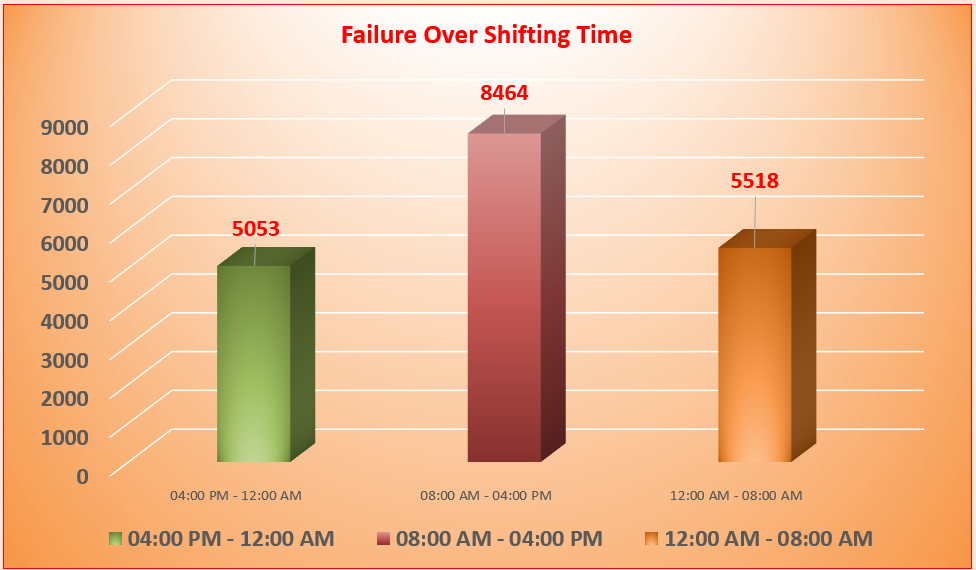 Failure Over Shifting Time
8464
5518
5053
9000
8000
7000
6000
5000
4000
3000
2000
1000
0
04:00 PM - 12:00 AM
08:00 AM - 04:00 PM
12:00 AM - 08:00 AM
04:00 PM - 12:00 AM
08:00 AM - 04:00 PM
12:00 AM - 08:00 AM